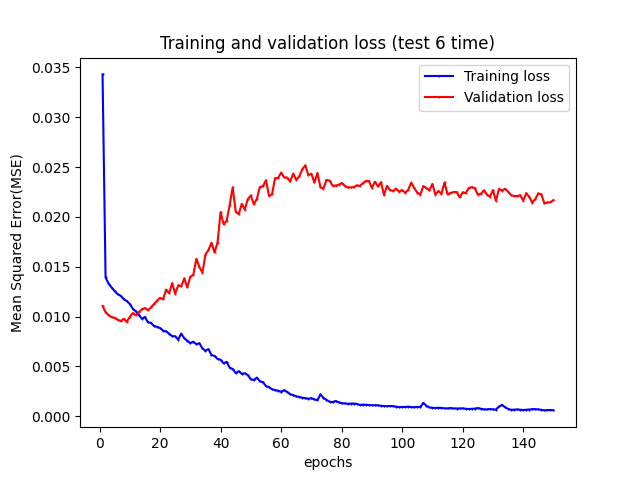 Training and validation loss (test 6 time)
Training loss
Validation loss
0.035
0.030
0.025
0.020
0.015
0.010
0.005
0.000
Mean Squared Error(MSE)
0 20 40 60 80 100 120 140
epochs